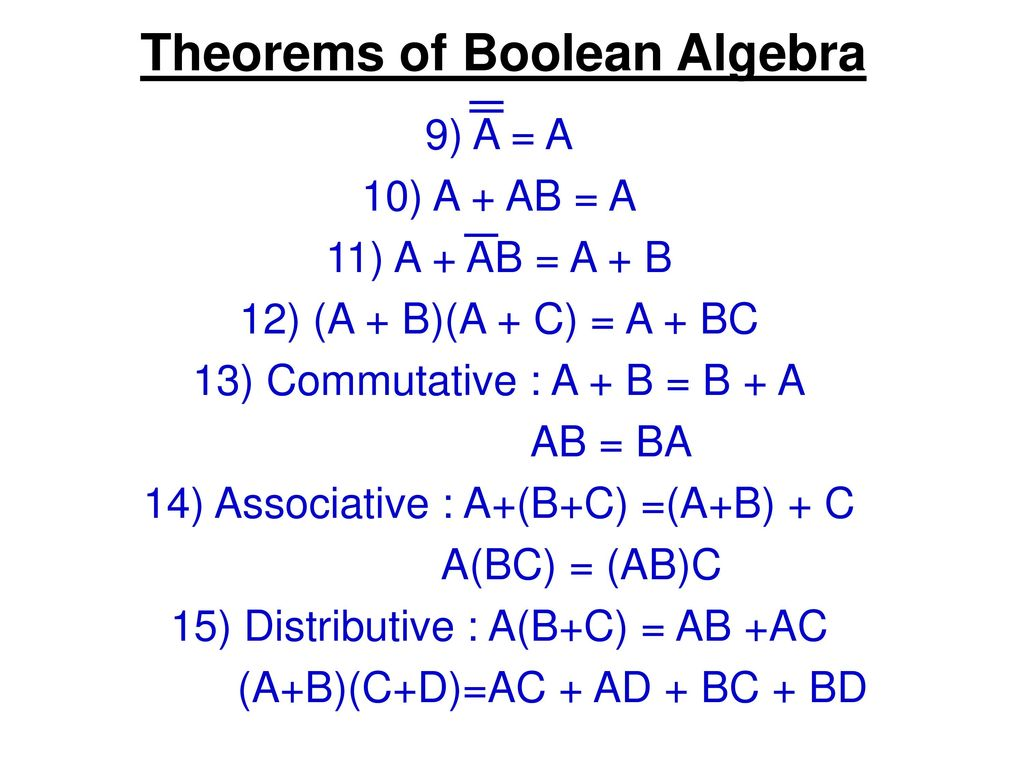 Theorems of Boolean Algebra
9) A̿ = A
10) A + AB = A
11) A + A̅B = A + B
12) (A + B)(A + C) = A + BC
13) Commutative : A + B = B + A
AB = BA
14) Associative : A+(B+C) =(A+B) + C
A(BC) = (AB)C
15) Distributive : A(B+C) = AB +AC
(A+B)(C+D)=AC + AD + BC + BD